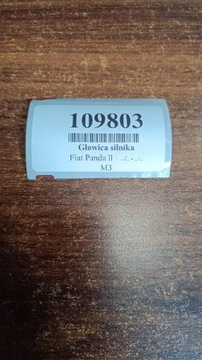 109803
Głowica silnika
Fiat Panda II
M3